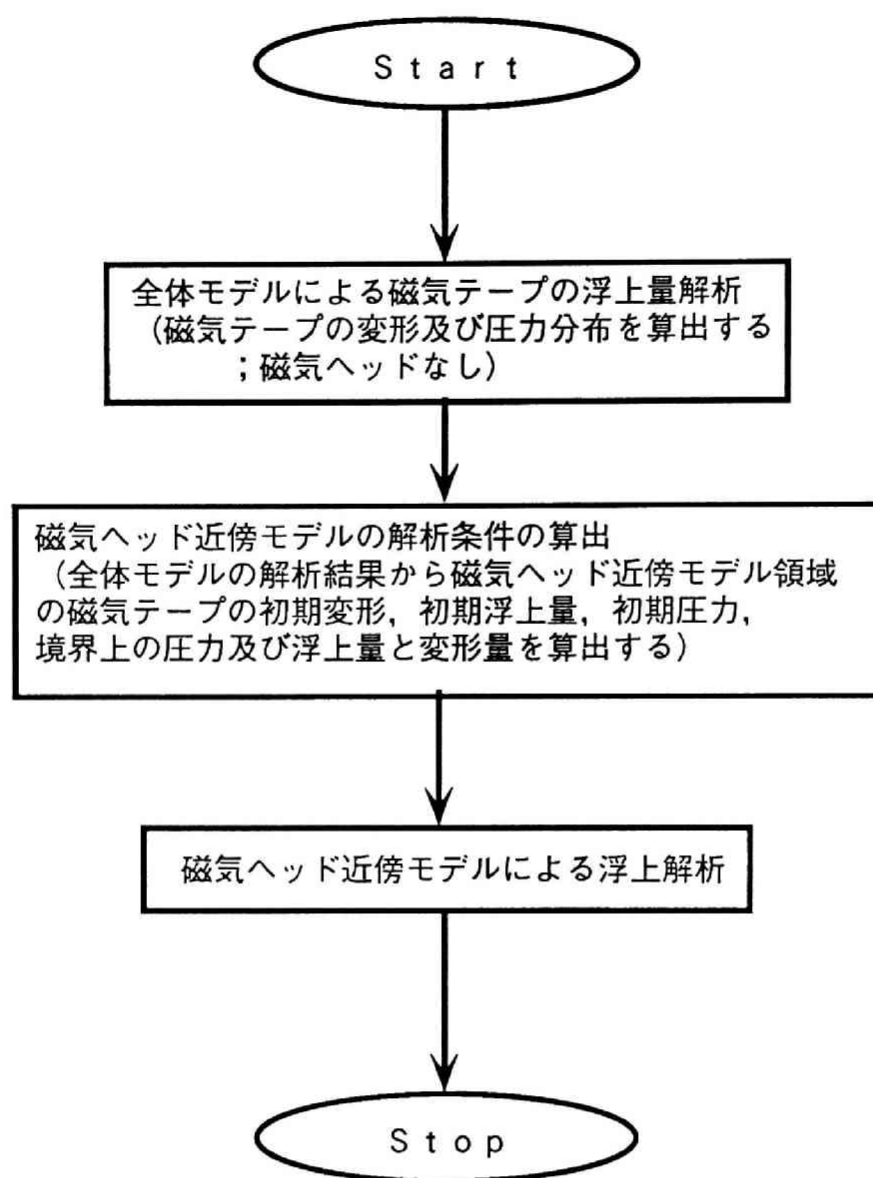 Start
全体モデルによる磁気テープの浮上量解析
（磁気テープの変形及び圧力分布を算出する
；磁気ヘッドなし）
磁気ヘッド近傍モデルの解析条件の算出
（全体モデルの解析結果から磁気ヘッド近傍モデル領域
の磁気テープの初期変形，初期浮上量，初期圧力，
境界上の圧力及び浮上量と変形量を算出する）
磁気ヘッド近傍モデルによる浮上解析
Stop